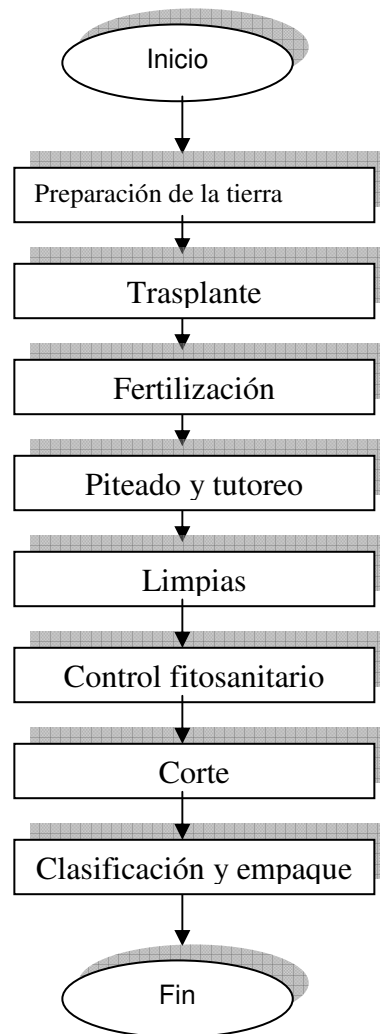 Inicio
Preparación de la tierra
Trasplante
Fertilización
Piteado y tutoreo
Limpias
Control fitosanitario
Corte
Clasificación y empaque
Fin